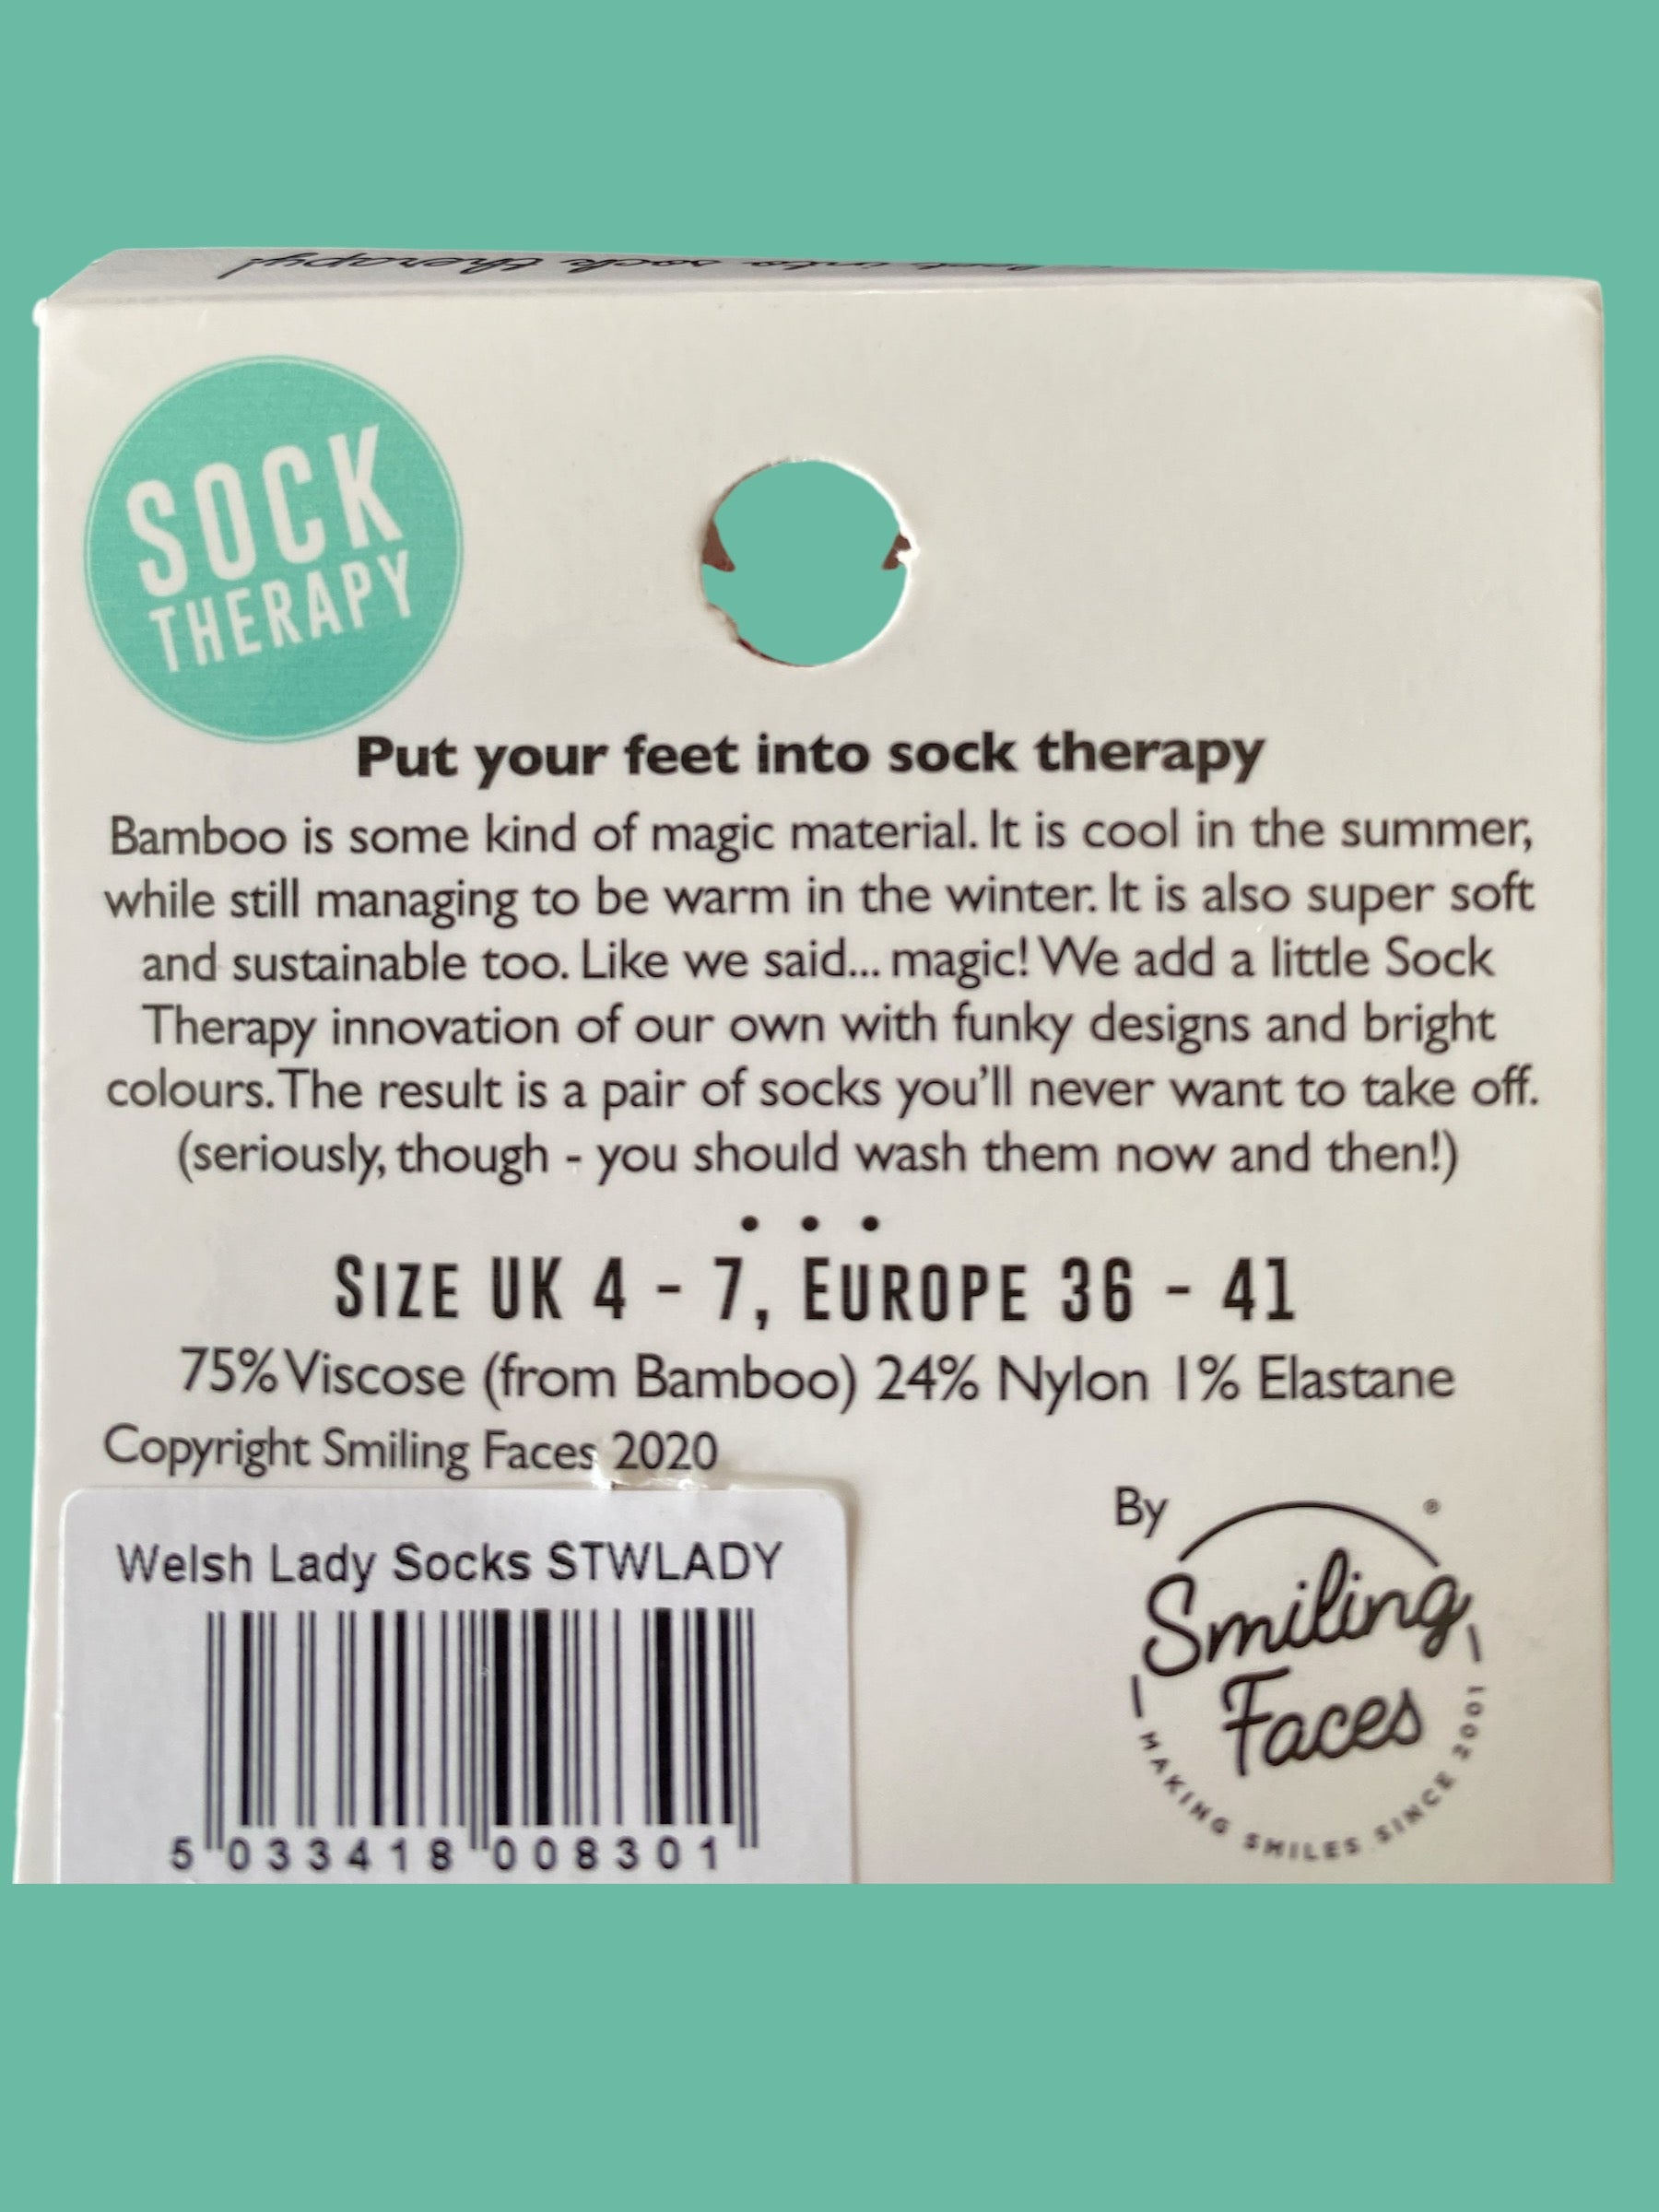 into sock therapy!
SOCK
THERAPY
Put your feet into sock therapy
Bamboo is some kind of magic material. It is cool in the summer,
while still managing to be warm in the winter. It is also super soft
and sustainable too. Like we said... magic! We add a little Sock
Therapy innovation of our own with funky designs and bright
colours. The result is a pair of socks you'll never want to take off.
(seriously, though - you should wash them now and then!)
• • •
SIZE UK 4 - 7, EUROPE 36 - 41
75% Viscose (from Bamboo) 24% Nylon 1% Elastane
Copyright Smiling Faces 2020
Welsh Lady Socks STWLADY
5 033418 008301
By
®
Smiling
Faces
MAKING SMILES SINCE 2001